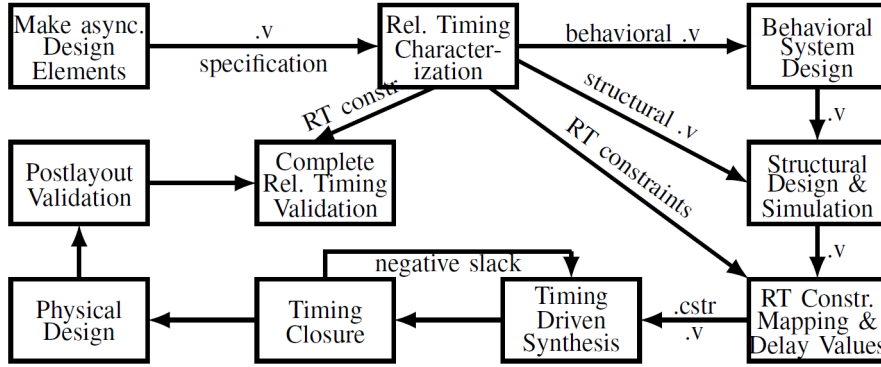 Make async.
Design
Elements
.v
specification
Rel. Timing
Character-
ization
behavioral .v
Behavioral
System
Design
RT constr
structural .v
RT constraints
.v
Postlayout
Validation
Complete
Rel. Timing
Validation
Structural
Design &
Simulation
.v
negative slack
Physical
Design
Timing
Closure
Timing
Driven
Synthesis
.cstr
.v
RT Constr.
Mapping &
Delay Values